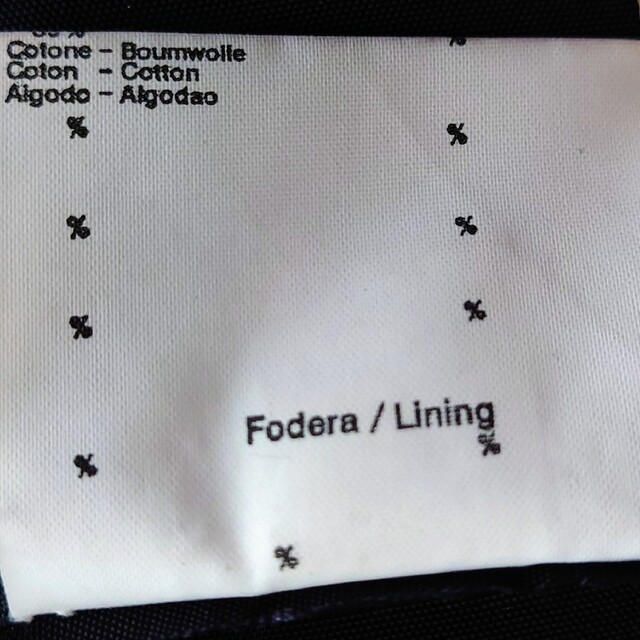 Cotone - Boumwolle
Coton - Cotton
Algodo - Algodao
% %
% %
% %
Fodera / Lining
% %
%